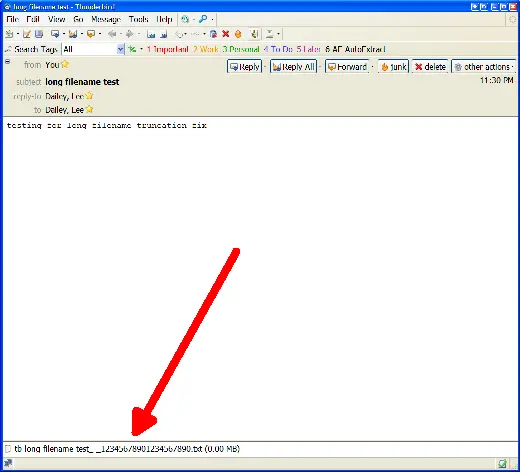 long filename test - Thunderbird
File Edit View Go Message Tools Help
Search Tags All 1 Important 2 Work 3 Personal 4 To Do 5 Later 6 AE AutoExtract
from You Reply Reply All Forward junk delete other actions
subject long filename test 11:30 PM
reply-to Dailey, Lee
to Dailey, Lee
testing for long filename truncation fix
tb long filename test_ _12345678901234567890.txt (0.00 MB)